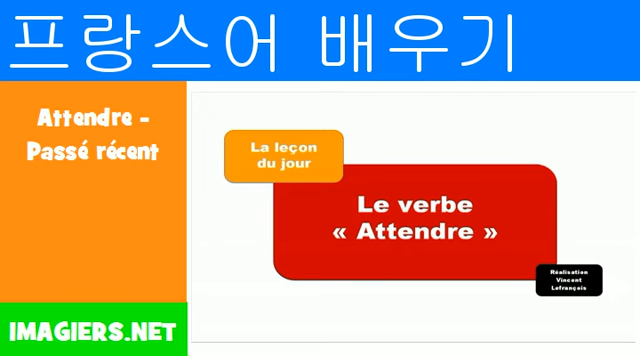 프랑스어 배우기
Attendre -
Passé récent
La leçon
du jour
Le verbe
« Attendre »
Réalisation
Vincent
Lefrançois
IMAGIERS.NET